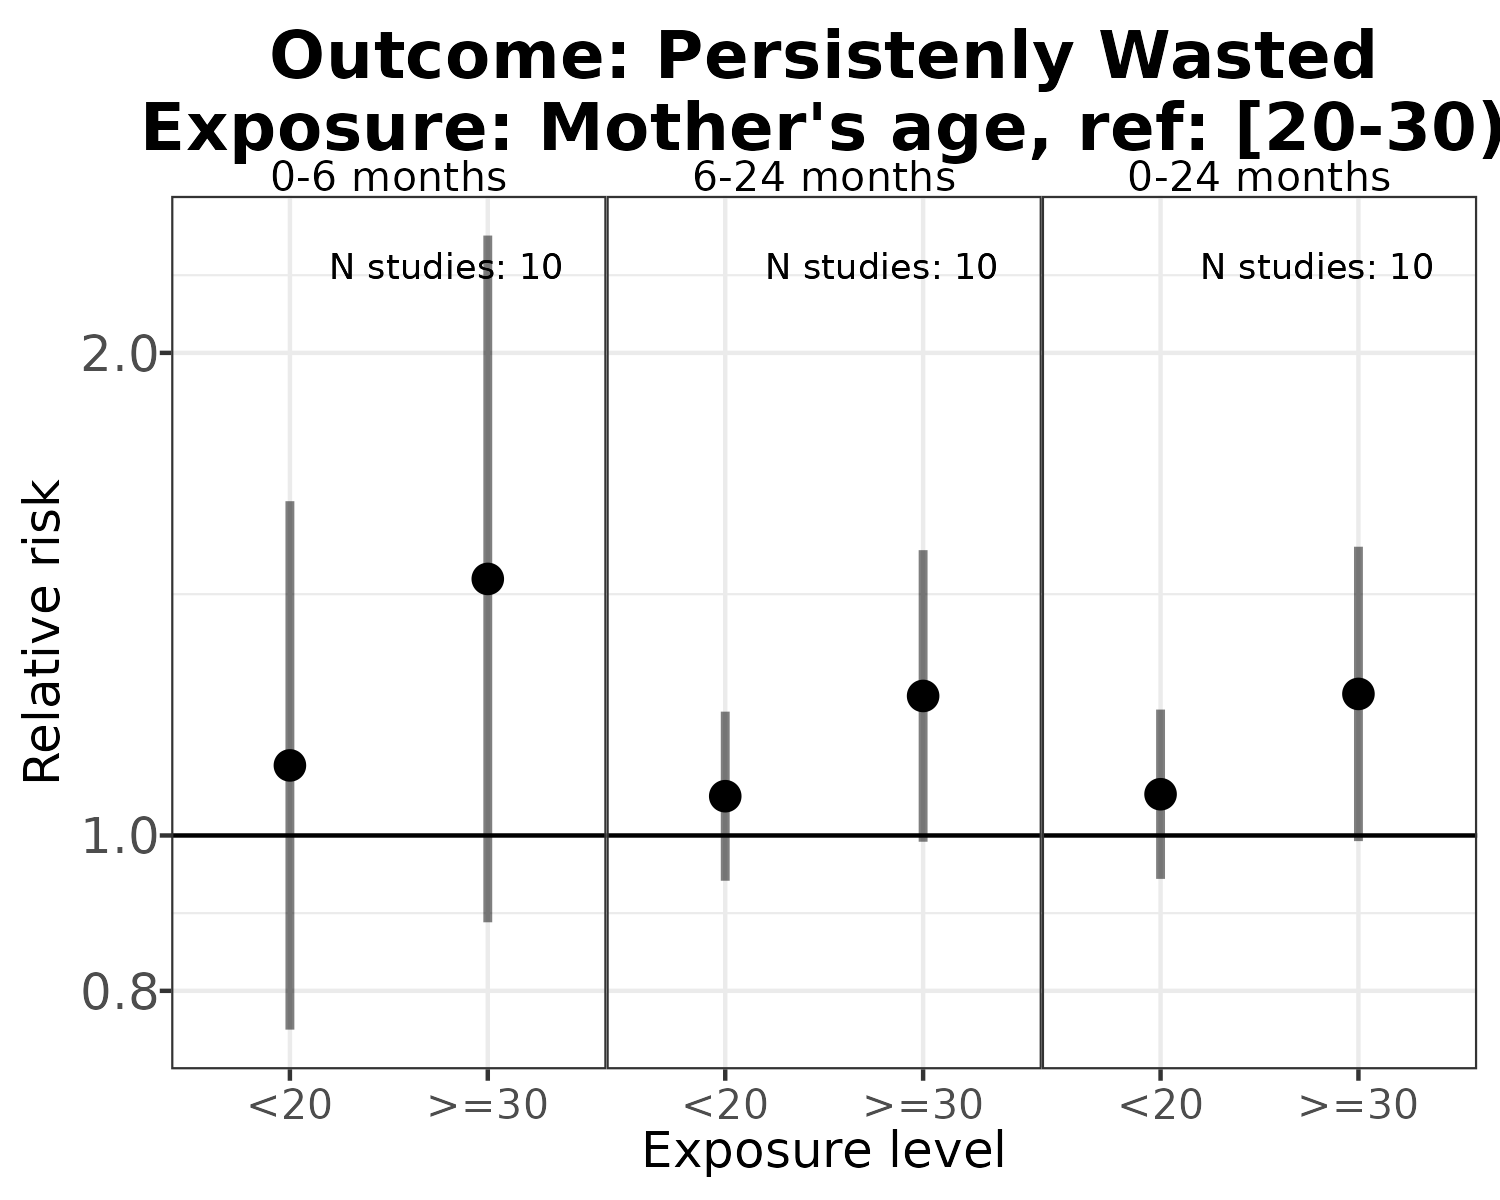 Outcome: Persistenly Wasted
Exposure: Mother's age, ref: [20-30)
0-6 months 6-24 months 0-24 months
N studies: 10 N studies: 10 N studies: 10
2.0
1.0
0.8
Relative risk
<20 >=30 <20 >=30 <20 >=30
Exposure level